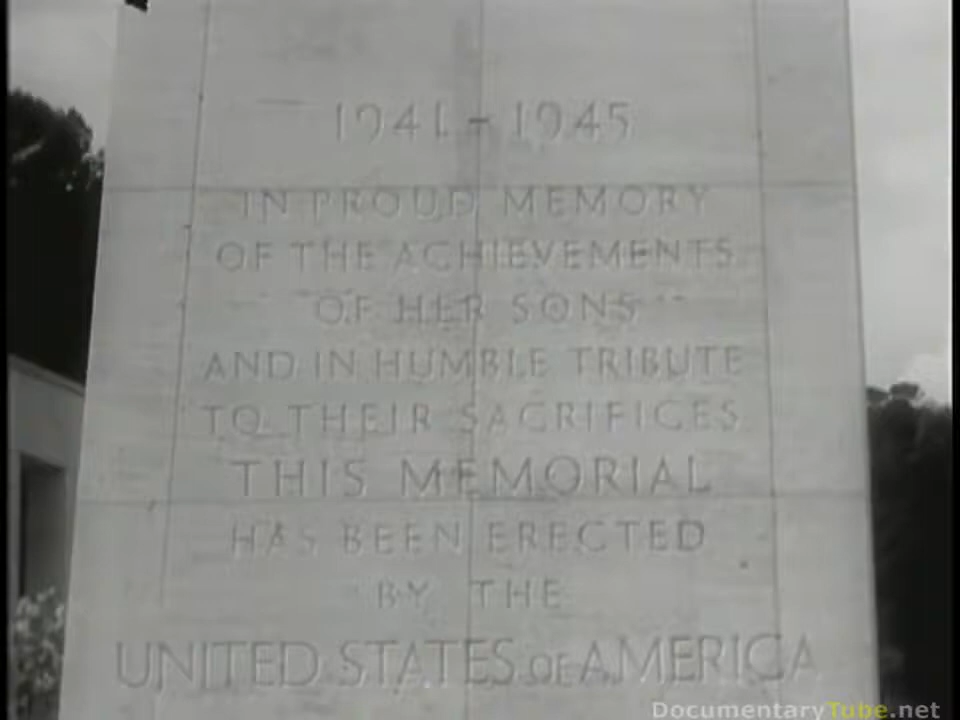 1941-1945
IN PROUD MEMORY
OF THE ACHIEVEMENTS
OF HER SONS
AND IN HUMBLE TRIBUTE
TO THEIR SACRIFICES
THIS MEMORIAL
HAS BEEN ERECTED
BY THE
UNITED STATES OF AMERICA
DocumentaryTube.net